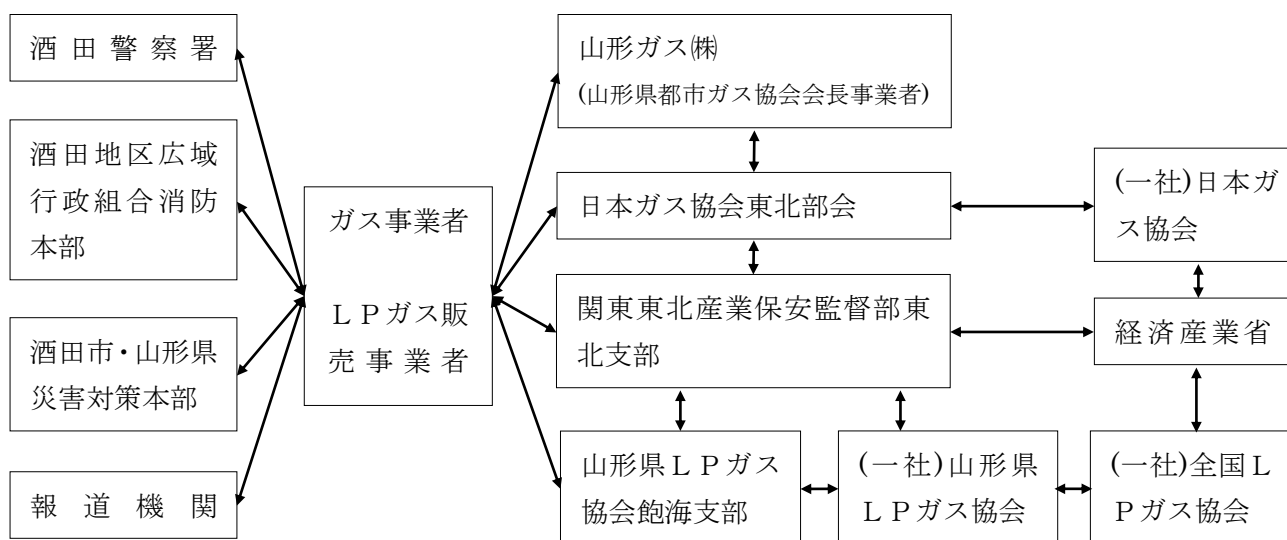 酒田警察署
酒田地区広域
行政組合消防
本部
酒田市・山形県
災害対策本部
報道機関
ガス事業者
ＬＰガス販
売事業者
山形ガス㈱
(山形県都市ガス協会会長事業者)
日本ガス協会東北部会
関東東北産業保安監督部東
北支部
山形県ＬＰガス
協会飽海支部
(一社)山形県
ＬＰガス協会
(一社)日本ガ
ス協会
経済産業省
(一社)全国Ｌ
Ｐガス協会